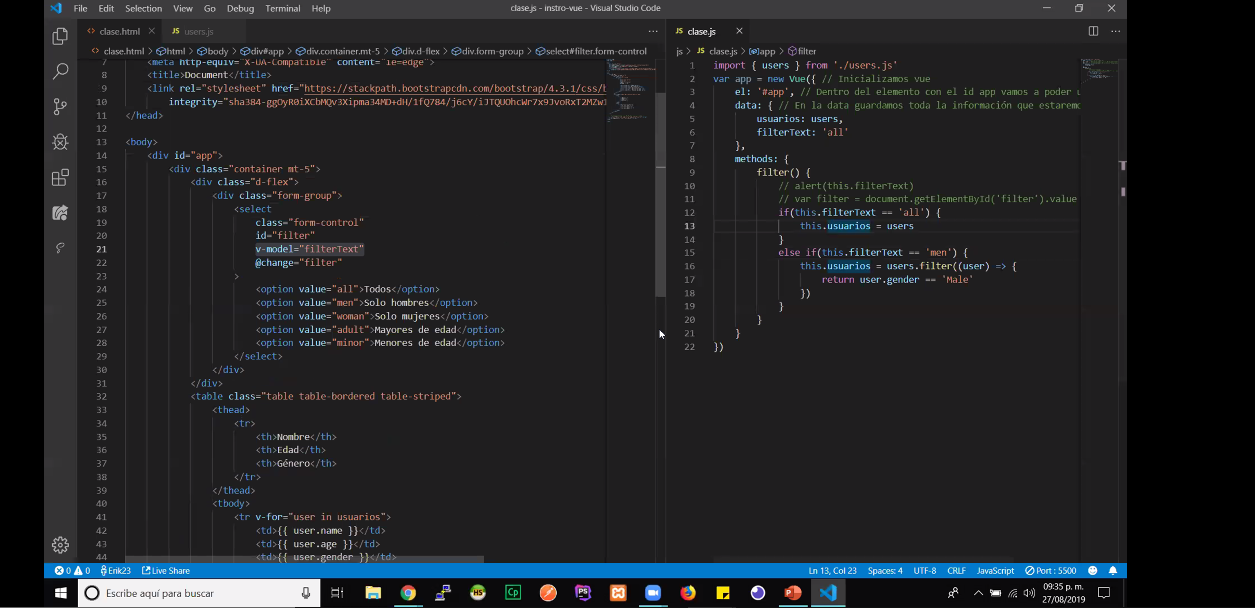 File Edit Selection View Go Debug Terminal Help
clase.js - instro-vue - Visual Studio Code
clase.html
JS users.js
clase.html > html > body > div#app > div.container.mt-5 > div.d-flex > div.form-group > select#filter.form-control
7 <meta http-equiv="X-UA-Compatible" content="ie=edge">
8 <title>Document</title>
9 <link rel="stylesheet" href="https://stackpath.bootstrapcdn.com/bootstrap/4.3.1/css/b
10 integrity="sha384-ggOyR0iXCbMQv3Xipma34MD+dH/1fQ784/j6cY/iJTQUOhcWr7x9JvoRxT2MZw1
11 </head>
12
13 <body>
14 <div id="app">
15 <div class="container mt-5">
16 <div class="d-flex">
17 <div class="form-group">
18 <select
19 class="form-control"
20 id="filter"
21 v-model="filterText"
22 @change="filter"
23 >
24 <option value="all">Todos</option>
25 <option value="men">Solo hombres</option>
26 <option value="woman">Solo mujeres</option>
27 <option value="adult">Mayores de edad</option>
28 <option value="minor">Menores de edad</option>
29 </select>
30 </div>
31 </div>
32 <table class="table table-bordered table-striped">
33 <thead>
34 <tr>
35 <th>Nombre</th>
36 <th>Edad</th>
37 <th>Género</th>
38 </tr>
39 </thead>
40 <tbody>
41 <tr v-for="user in usuarios">
42 <td>{{ user.name }}</td>
43 <td>{{ user.age }}</td>
44 <td>{{ user.gender }}</td>
JS clase.js
js > JS clase.js > app > filter
1 import { users } from './users.js'
2 var app = new Vue({ // Inicializamos vue
3 el: '#app', // Dentro del elemento con el id app vamos a poder u
4 data: { // En la data guardamos toda la información que estaremo
5 usuarios: users,
6 filterText: 'all'
7 },
8 methods: {
9 filter() {
10 // alert(this.filterText)
11 // var filter = document.getElementById('filter').value
12 if(this.filterText == 'all') {
13 this.usuarios = users
14 }
15 else if(this.filterText == 'men') {
16 this.usuarios = users.filter((user) => {
17 return user.gender == 'Male'
18 })
19 }
20 }
21 }
22 })
0 0 Erik23 Live Share
Ln 13, Col 23 Spaces: 4 UTF-8 CRLF JavaScript Port : 5500
Escribe aquí para buscar
09:35 p. m.
27/08/2019